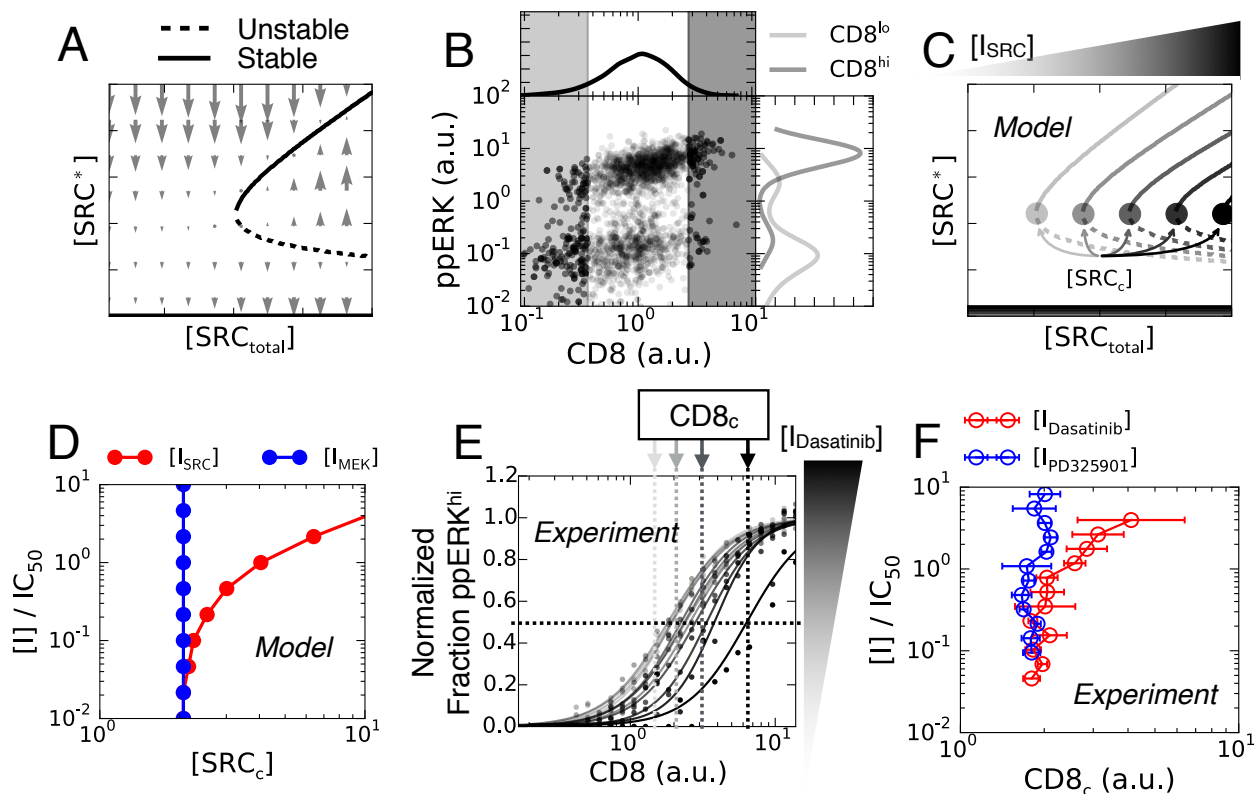 A
Unstable
Stable
[SRC*]
[SRC_total]
B
CD8^lo
CD8^hi
10^2
10^1
10^0
10^-1
10^-2
ppERK (a.u.)
10^-1
10^0
10^1
CD8 (a.u.)
C
[I_SRC]
Model
[SRC*]
[SRC_c]
[SRC_total]
D
[I_SRC]
[I_MEK]
10^1
10^0
10^-1
10^-2
[I] / IC_50
Model
10^0
10^1
[SRC_c]
E
CD8_c
[I_Dasatinib]
1.2
1.0
0.8
0.6
0.4
0.2
0.0
Normalized
Fraction ppERK^hi
Experiment
10^0
10^1
CD8 (a.u.)
F
[I_Dasatinib]
[I_PD325901]
10^1
10^0
10^-1
10^-2
[I] / IC_50
Experiment
10^0
10^1
CD8_c (a.u.)